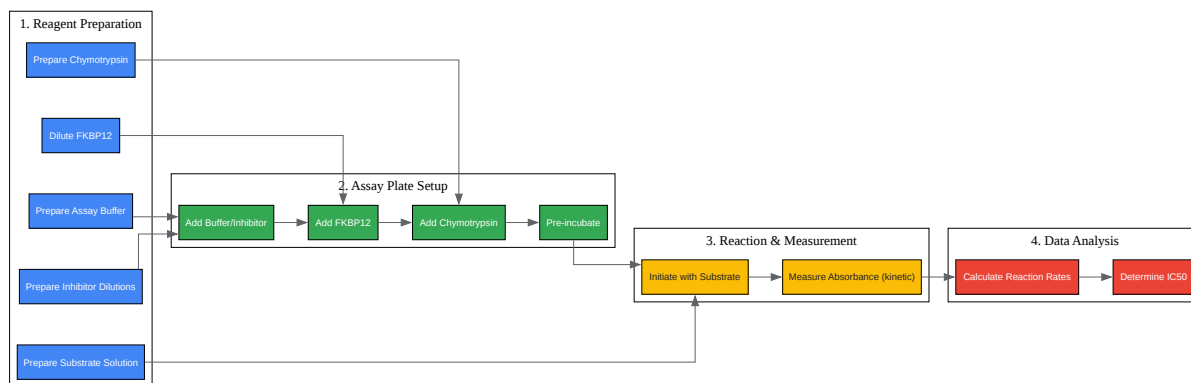 1. Reagent Preparation
Prepare Chymotrypsin
Dilute FKBP12
Prepare Assay Buffer
Prepare Inhibitor Dilutions
Prepare Substrate Solution
2. Assay Plate Setup
Add Buffer/Inhibitor
Add FKBP12
Add Chymotrypsin
Pre-incubate
3. Reaction & Measurement
Initiate with Substrate
Measure Absorbance (kinetic)
4. Data Analysis
Calculate Reaction Rates
Determine IC50